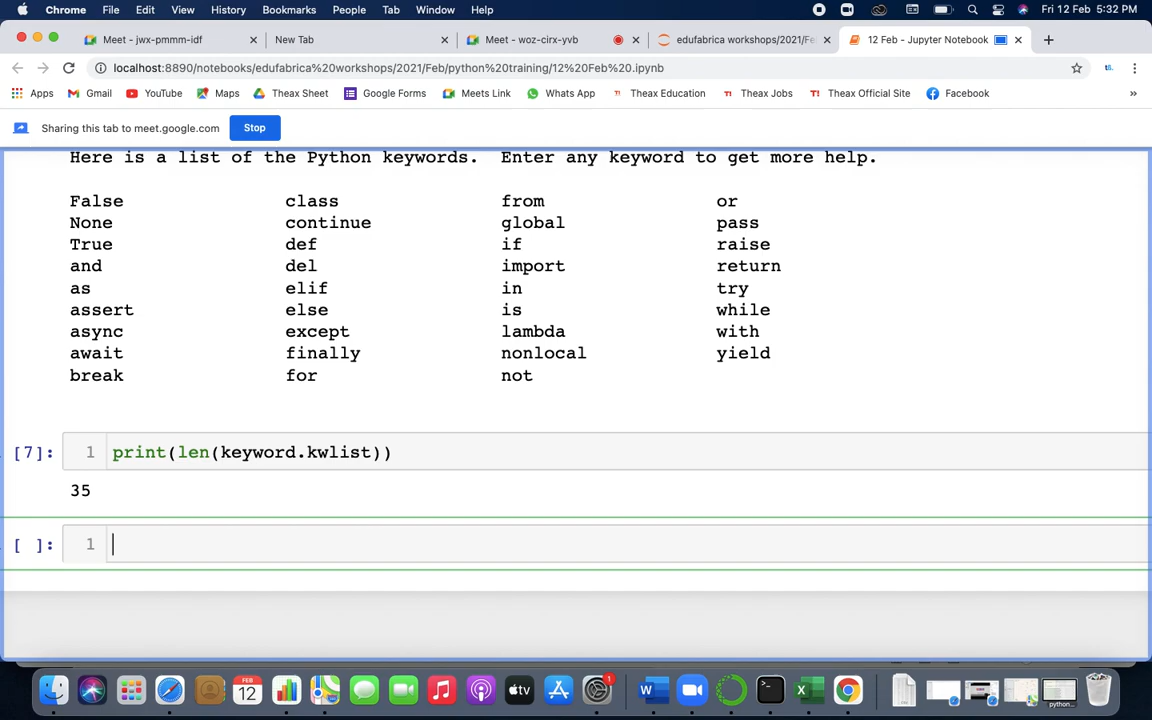 Chrome File Edit View History Bookmarks People Tab Window Help Fri 12 Feb 5:32 PM
Meet - jwx-pmmm-idf New Tab Meet - woz-cirx-yvb edufabrica workshops/2021/Fe 12 Feb - Jupyter Notebook
localhost:8890/notebooks/edufabrica%20workshops/2021/Feb/python%20training/12%20Feb%20.ipynb
Apps Gmail YouTube Maps Theax Sheet Google Forms Meets Link Whats App Theax Education Theax Jobs Theax Official Site Facebook »
Sharing this tab to meet.google.com Stop
Here is a list of the Python keywords. Enter any keyword to get more help.
False class from or
None continue global pass
True def if raise
and del import return
as elif in try
assert else is while
async except lambda with
await finally nonlocal yield
break for not
[7]: 1 print(len(keyword.kwlist))
35
[ ]: 1
FEB
12
tv
1
python...